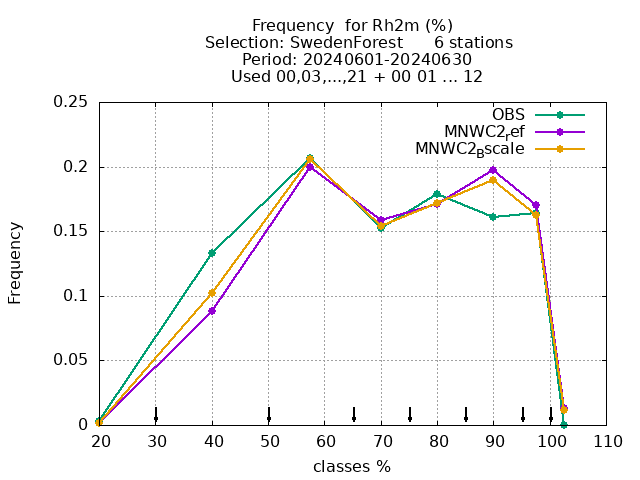 Frequency  for Rh2m (%)
Selection: SwedenForest      6 stations
Period: 20240601-20240630
Used 00,03,...,21 + 00 01 ... 12
0.25
0.2
0.15
0.1
0.05
0
Frequency
OBS
MNWC2ref
MNWC2Bscale
20 30 40 50 60 70 80 90 100 110
classes %